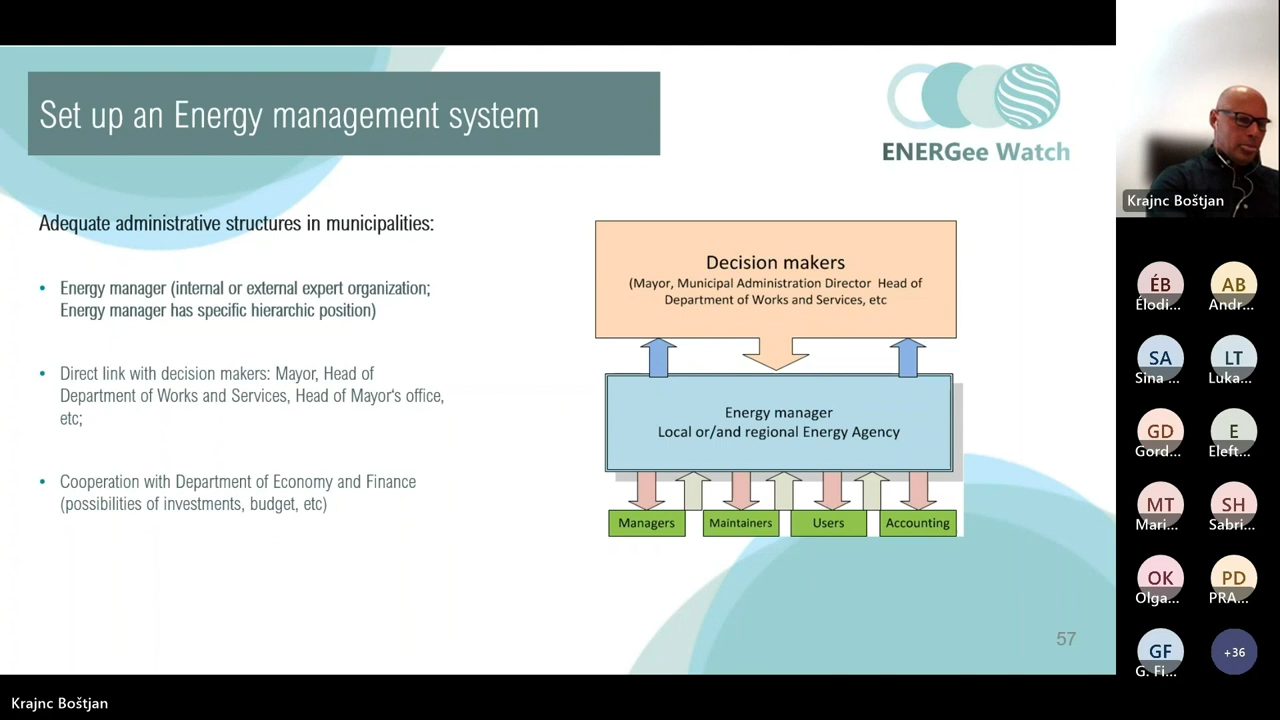 Set up an Energy management system
ENERGee Watch
Adequate administrative structures in municipalities:
• Energy manager (internal or external expert organization;
Energy manager has specific hierarchic position)
• Direct link with decision makers: Mayor, Head of
Department of Works and Services, Head of Mayor's office,
etc;
• Cooperation with Department of Economy and Finance
(possibilities of investments, budget, etc)
Decision makers
(Mayor, Municipal Administration Director Head of
Department of Works and Services, etc
Energy manager
Local or/and regional Energy Agency
Managers
Maintainers
Users
Accounting
57
Krajnc Boštjan
ÉB
AB
Élodi...
Andr...
SA
LT
Sina ...
Luka...
GD
E
Gord...
Eleft...
MT
SH
Mari...
Sabri...
OK
PD
Olga...
PRA...
GF
+36
G. Fi...
Krajnc Boštjan